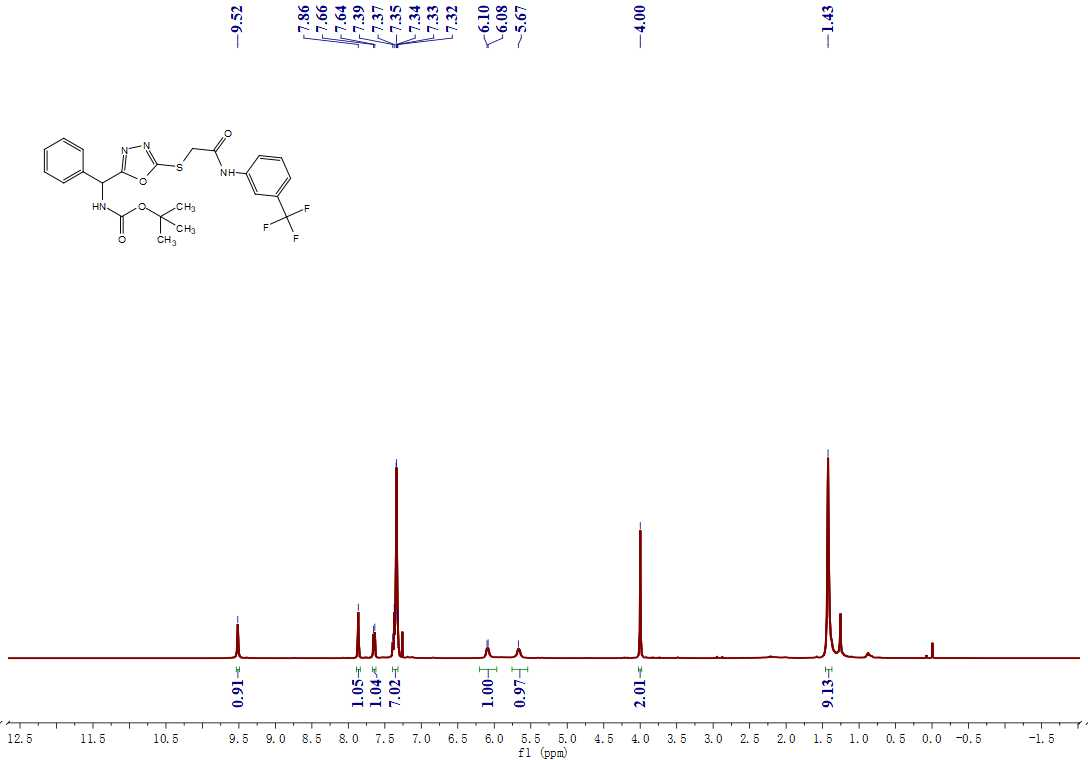 9.52 7.86 7.66 7.64 7.39 7.37 7.35 7.34 7.33 7.32 6.10 6.08 5.67 4.00 1.43
O
N N
S
O NH
HN O CH3 F
CH3 F
O CH3 F
0.91 1.05 1.04 7.02 1.00 0.97 2.01 9.13
12.5 11.5 10.5 9.5 9.0 8.5 8.0 7.5 7.0 6.5 6.0 5.5 5.0 4.5 4.0 3.5 3.0 2.5 2.0 1.5 1.0 0.5 0.0 -0.5 -1.5
f1 (ppm)